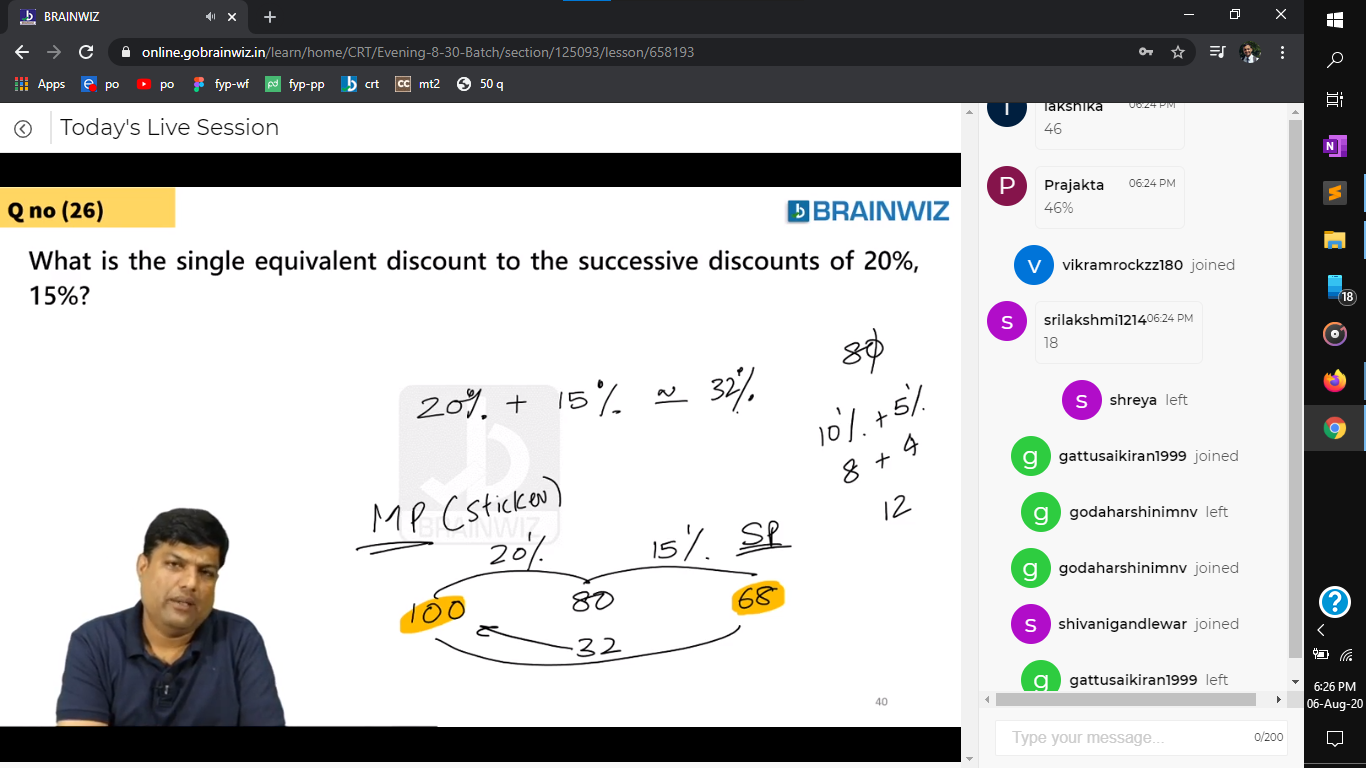 BRAINWIZ
online.gobrainwiz.in/learn/home/CRT/Evening-8-30-Batch/section/125093/lesson/658193
Apps po po fyp-wf fyp-pp crt CC mt2 50 q
Today's Live Session
Q no (26)
BRAINWIZ
What is the single equivalent discount to the successive discounts of 20%,
15%?
80
20% + 15% ≈ 32%
10% + 5%
8 + 4
12
MP (Sticker)
BRAINWIZ
20% 15% SP
100 80 68
32
40
lakshika 06:24 PM
46
P Prajakta 06:24 PM
46%
v vikramrockzz180 joined
s srilakshmi1214 06:24 PM
18
s shreya left
g gattusaikiran1999 joined
g godaharshinimnv left
g godaharshinimnv joined
s shivanigandlewar joined
g gattusaikiran1999 left
Type your message... 0/200
N
18
?
6:26 PM
06-Aug-20